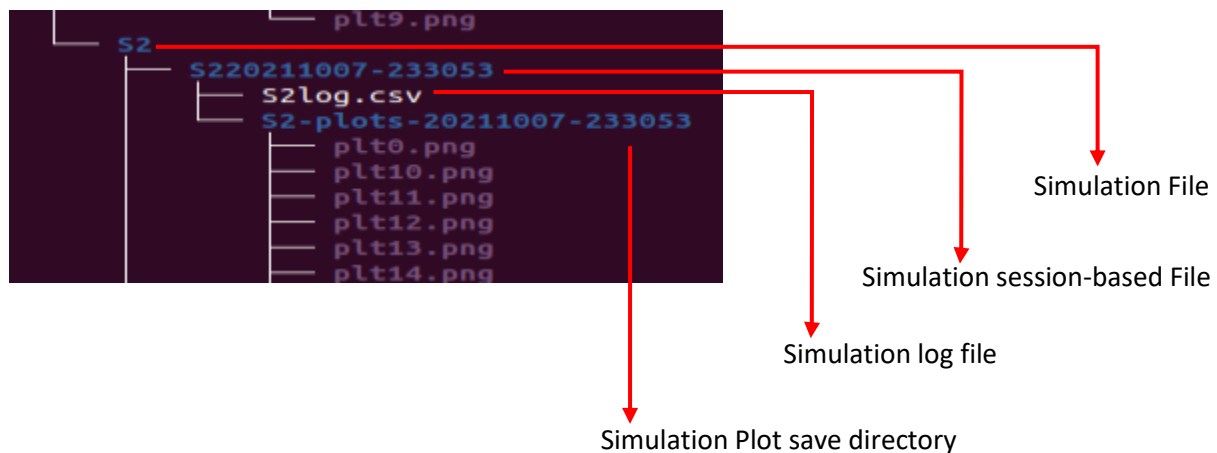 plt9.png
S2
S220211007-233053
S2log.csv
S2-plots-20211007-233053
plt0.png
plt10.png
plt11.png
plt12.png
plt13.png
plt14.png
Simulation File
Simulation session-based File
Simulation log file
Simulation Plot save directory